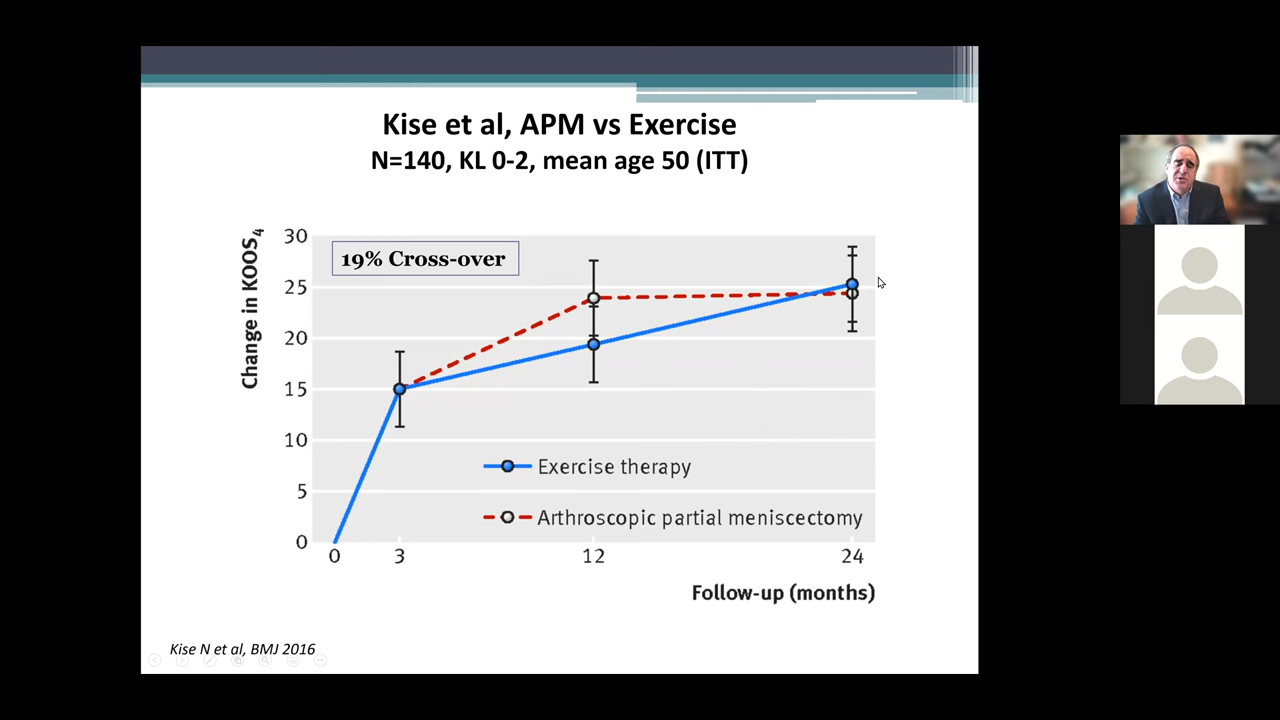 Kise et al, APM vs Exercise
N=140, KL 0-2, mean age 50 (ITT)
Change in KOOS4
30
25
20
15
10
5
0
19% Cross-over
Exercise therapy
Arthroscopic partial meniscectomy
0 3 12 24
Follow-up (months)
Kise N et al, BMJ 2016